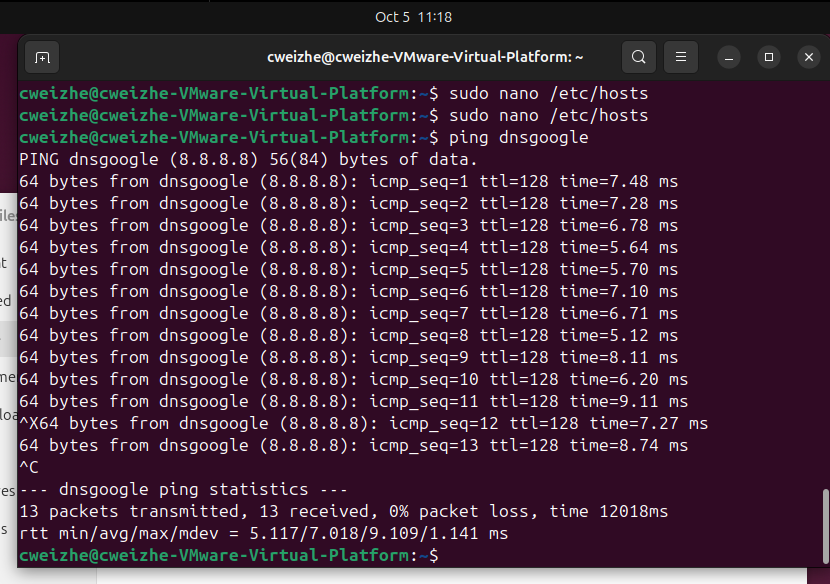 Oct 5 11:18
cweizhe@cweizhe-VMware-Virtual-Platform: ~
cweizhe@cweizhe-VMware-Virtual-Platform:~$ sudo nano /etc/hosts
cweizhe@cweizhe-VMware-Virtual-Platform:~$ sudo nano /etc/hosts
cweizhe@cweizhe-VMware-Virtual-Platform:~$ ping dnsgoogle
PING dnsgoogle (8.8.8.8) 56(84) bytes of data.
64 bytes from dnsgoogle (8.8.8.8): icmp_seq=1 ttl=128 time=7.48 ms
64 bytes from dnsgoogle (8.8.8.8): icmp_seq=2 ttl=128 time=7.28 ms
64 bytes from dnsgoogle (8.8.8.8): icmp_seq=3 ttl=128 time=6.78 ms
64 bytes from dnsgoogle (8.8.8.8): icmp_seq=4 ttl=128 time=5.64 ms
64 bytes from dnsgoogle (8.8.8.8): icmp_seq=5 ttl=128 time=5.70 ms
64 bytes from dnsgoogle (8.8.8.8): icmp_seq=6 ttl=128 time=7.10 ms
64 bytes from dnsgoogle (8.8.8.8): icmp_seq=7 ttl=128 time=6.71 ms
64 bytes from dnsgoogle (8.8.8.8): icmp_seq=8 ttl=128 time=5.12 ms
64 bytes from dnsgoogle (8.8.8.8): icmp_seq=9 ttl=128 time=8.11 ms
64 bytes from dnsgoogle (8.8.8.8): icmp_seq=10 ttl=128 time=6.20 ms
64 bytes from dnsgoogle (8.8.8.8): icmp_seq=11 ttl=128 time=9.11 ms
^X64 bytes from dnsgoogle (8.8.8.8): icmp_seq=12 ttl=128 time=7.27 ms
64 bytes from dnsgoogle (8.8.8.8): icmp_seq=13 ttl=128 time=8.74 ms
^C
--- dnsgoogle ping statistics ---
13 packets transmitted, 13 received, 0% packet loss, time 12018ms
rtt min/avg/max/mdev = 5.117/7.018/9.109/1.141 ms
cweizhe@cweizhe-VMware-Virtual-Platform:~$